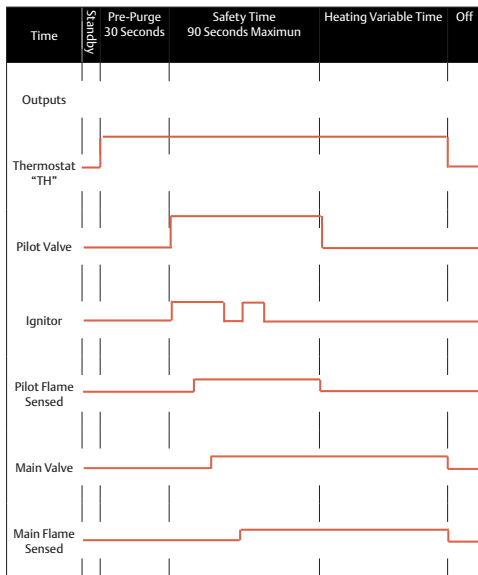 Time
Standby
Pre-Purge
30 Seconds
Safety Time
90 Seconds Maximun
Heating Variable Time
Off
Outputs
Thermostat
“TH”
Pilot Valve
Ignitor
Pilot Flame
Sensed
Main Valve
Main Flame
Sensed